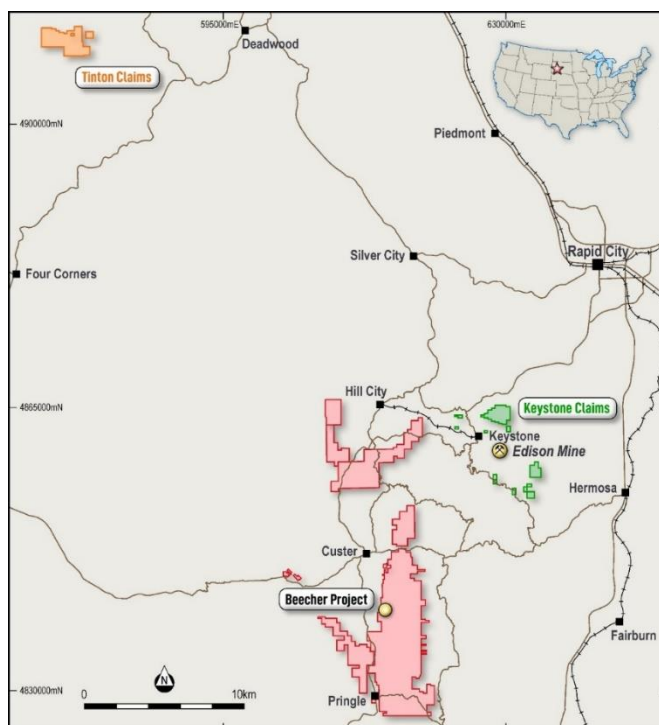 595000mE
630000mE
Deadwood
Tinton Claims
4900000mN
Piedmont
Silver City
Rapid City
Four Corners
Hill City
4865000mN
Keystone Claims
Keystone
Edison Mine
Hermosa
Custer
Beecher Project
Fairburn
N
4830000mN
Pringle
0
10km